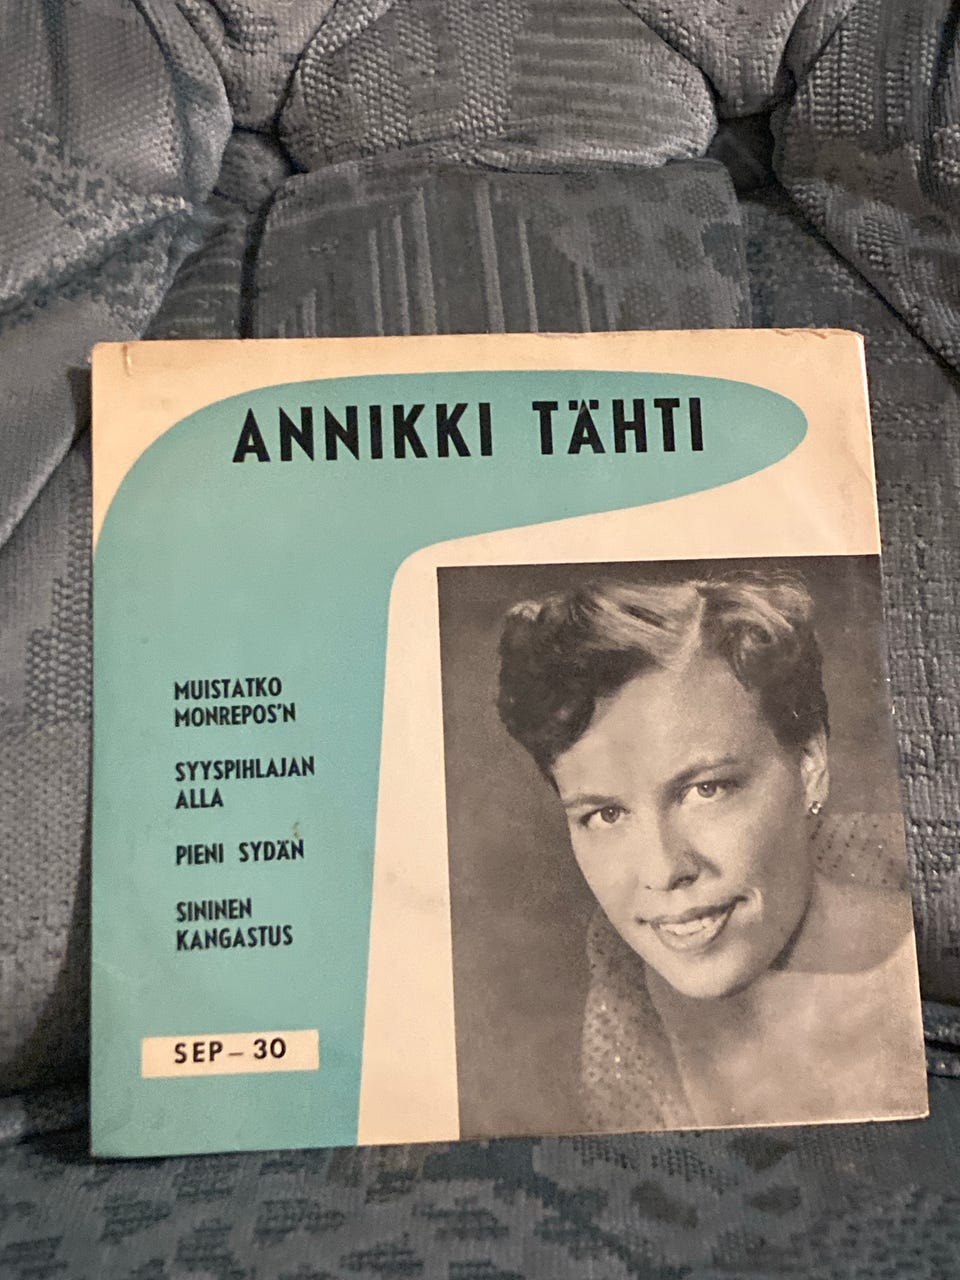 ANNIKKI TÄHTI
MUISTATKO
MONREPOS'N
SYYSPIHLAJAN
ALLA
PIENI SYDÄN
SININEN
KANGASTUS
SEP – 30